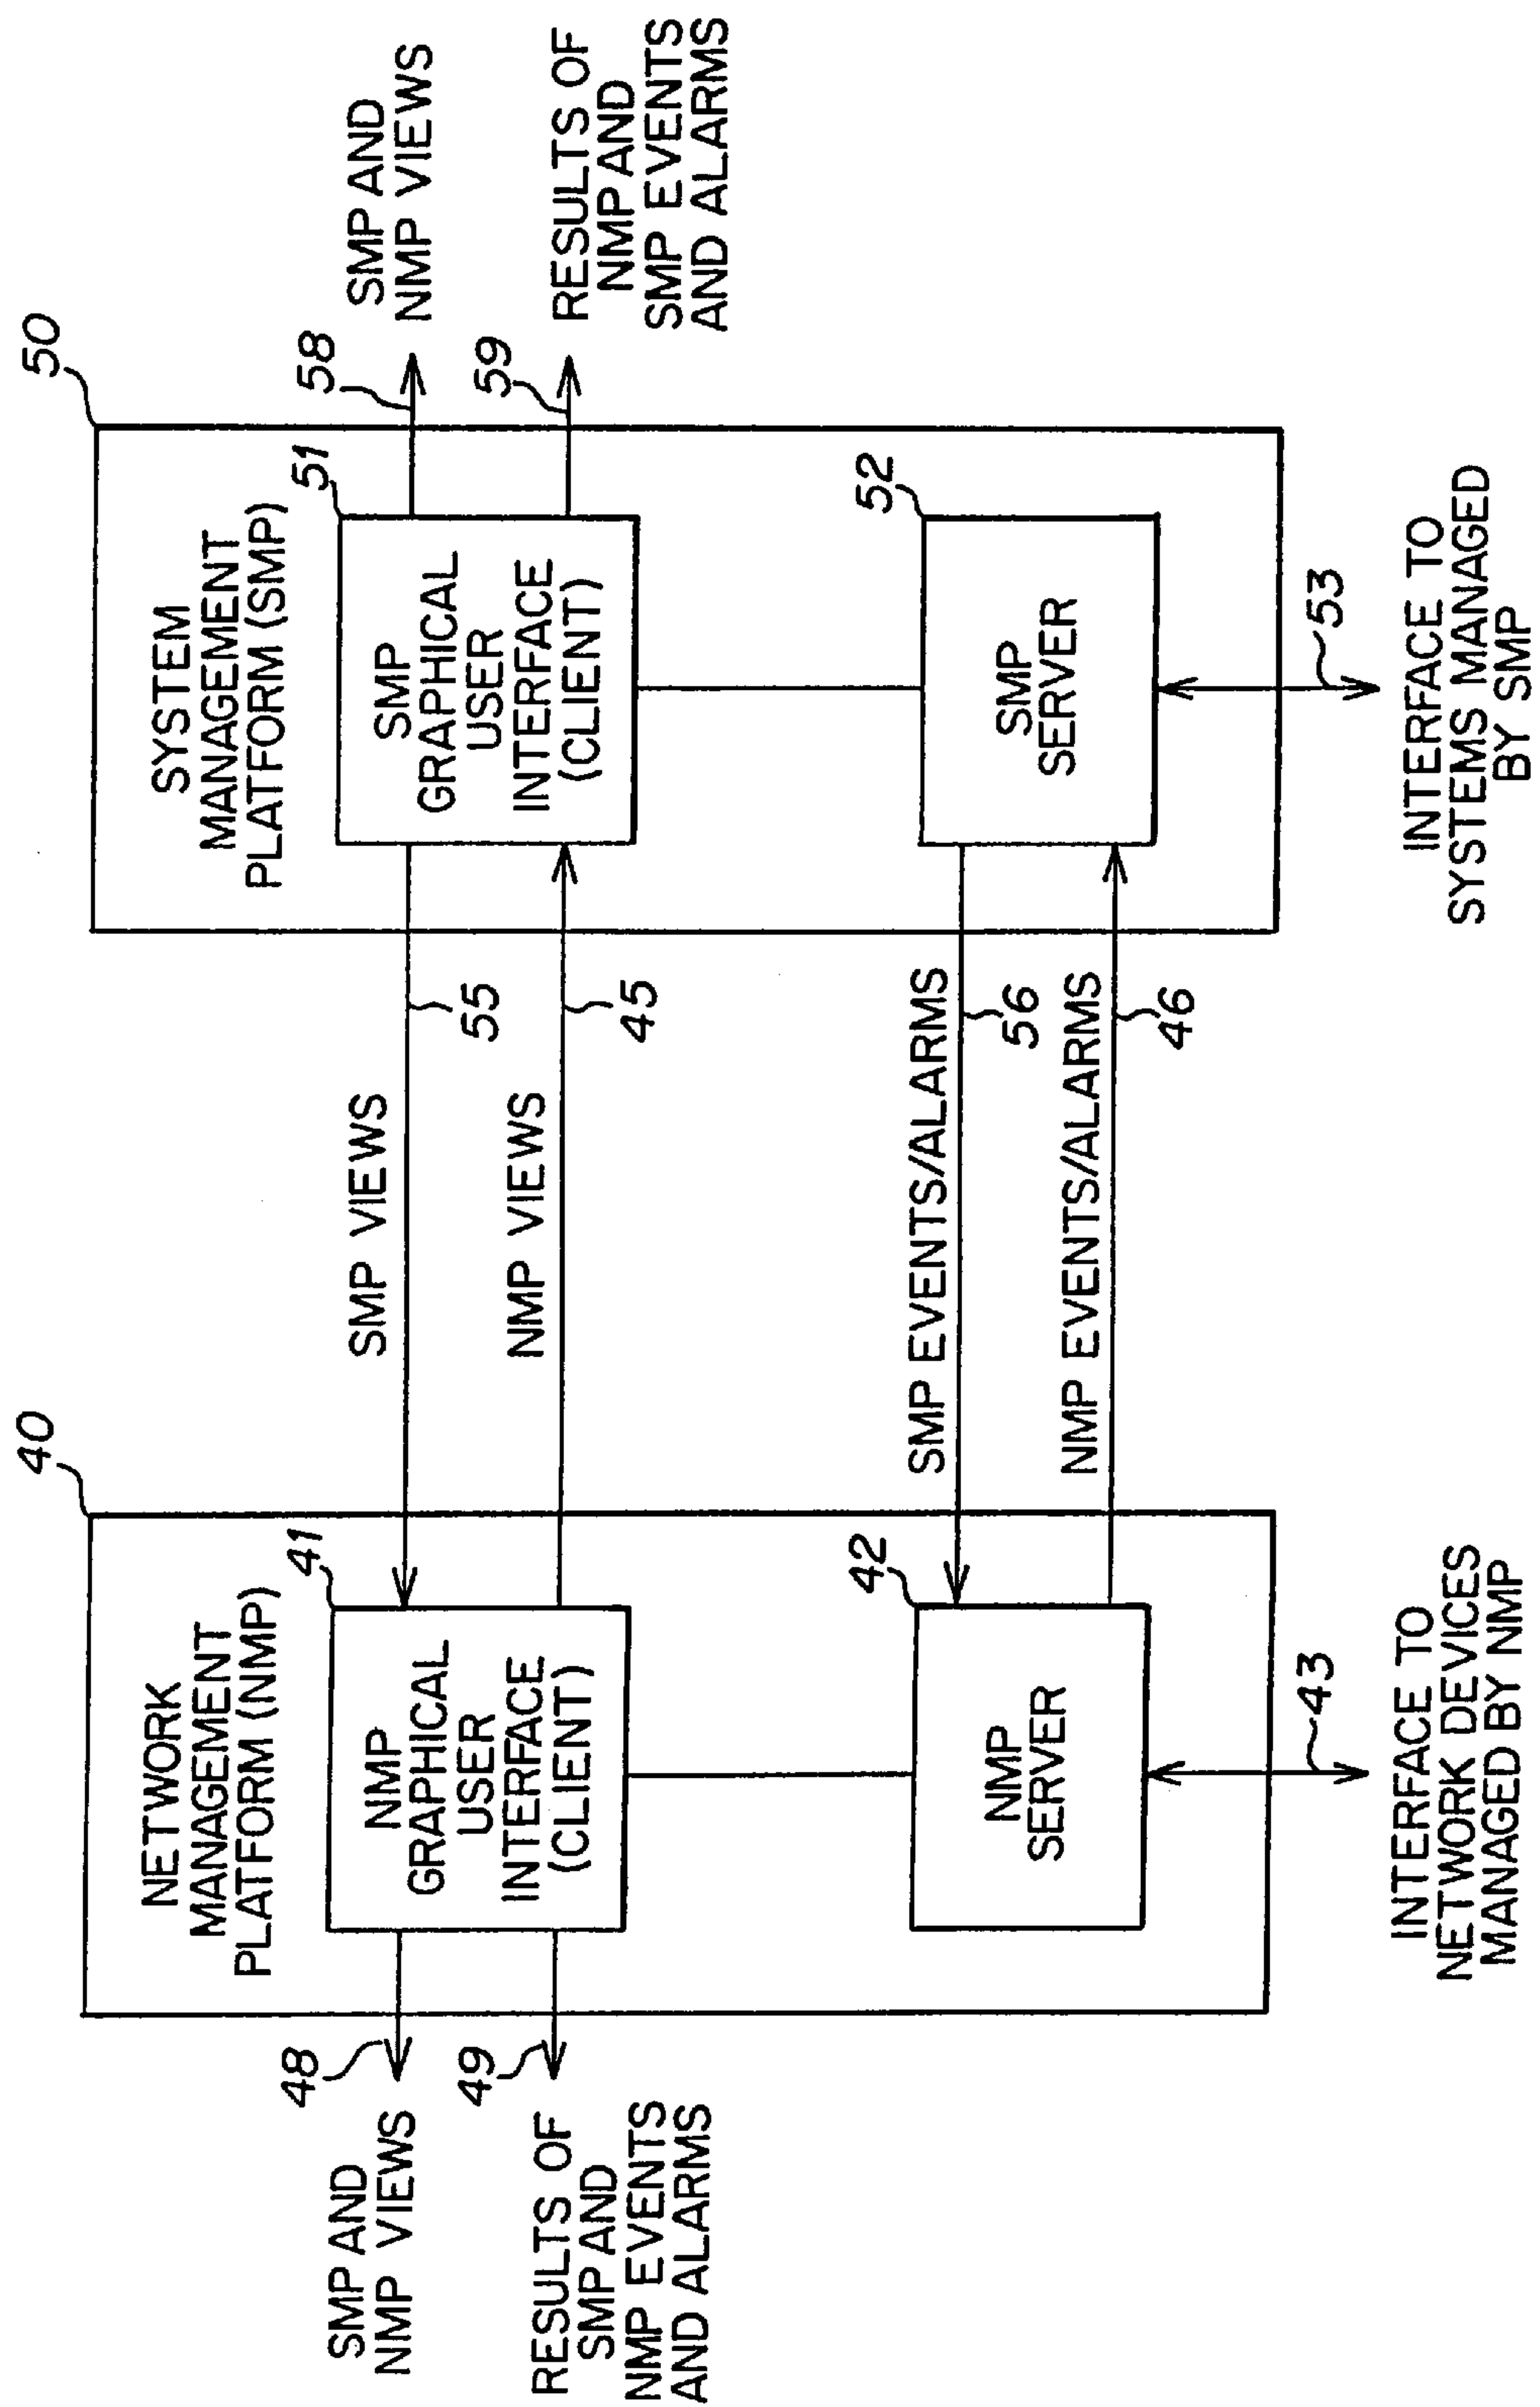 40
NETWORK
MANAGEMENT
PLATFORM (NMP)
41
NMP
GRAPHICAL
USER
INTERFACE
(CLIENT)
42
NMP
SERVER
48
SMP AND
NMP VIEWS
49
RESULTS OF
SMP AND
NMP EVENTS
AND ALARMS
43
INTERFACE TO
NETWORK DEVICES
MANAGED BY NMP
SMP VIEWS
55
NMP VIEWS
45
SMP EVENTS/ALARMS
56
NMP EVENTS/ALARMS
46
50
SYSTEM
MANAGEMENT
PLATFORM (SMP)
51
SMP
GRAPHICAL
USER
INTERFACE
(CLIENT)
52
SMP
SERVER
58
SMP AND
NMP VIEWS
59
RESULTS OF
NMP AND
SMP EVENTS
AND ALARMS
53
INTERFACE TO
SYSTEMS MANAGED
BY SMP